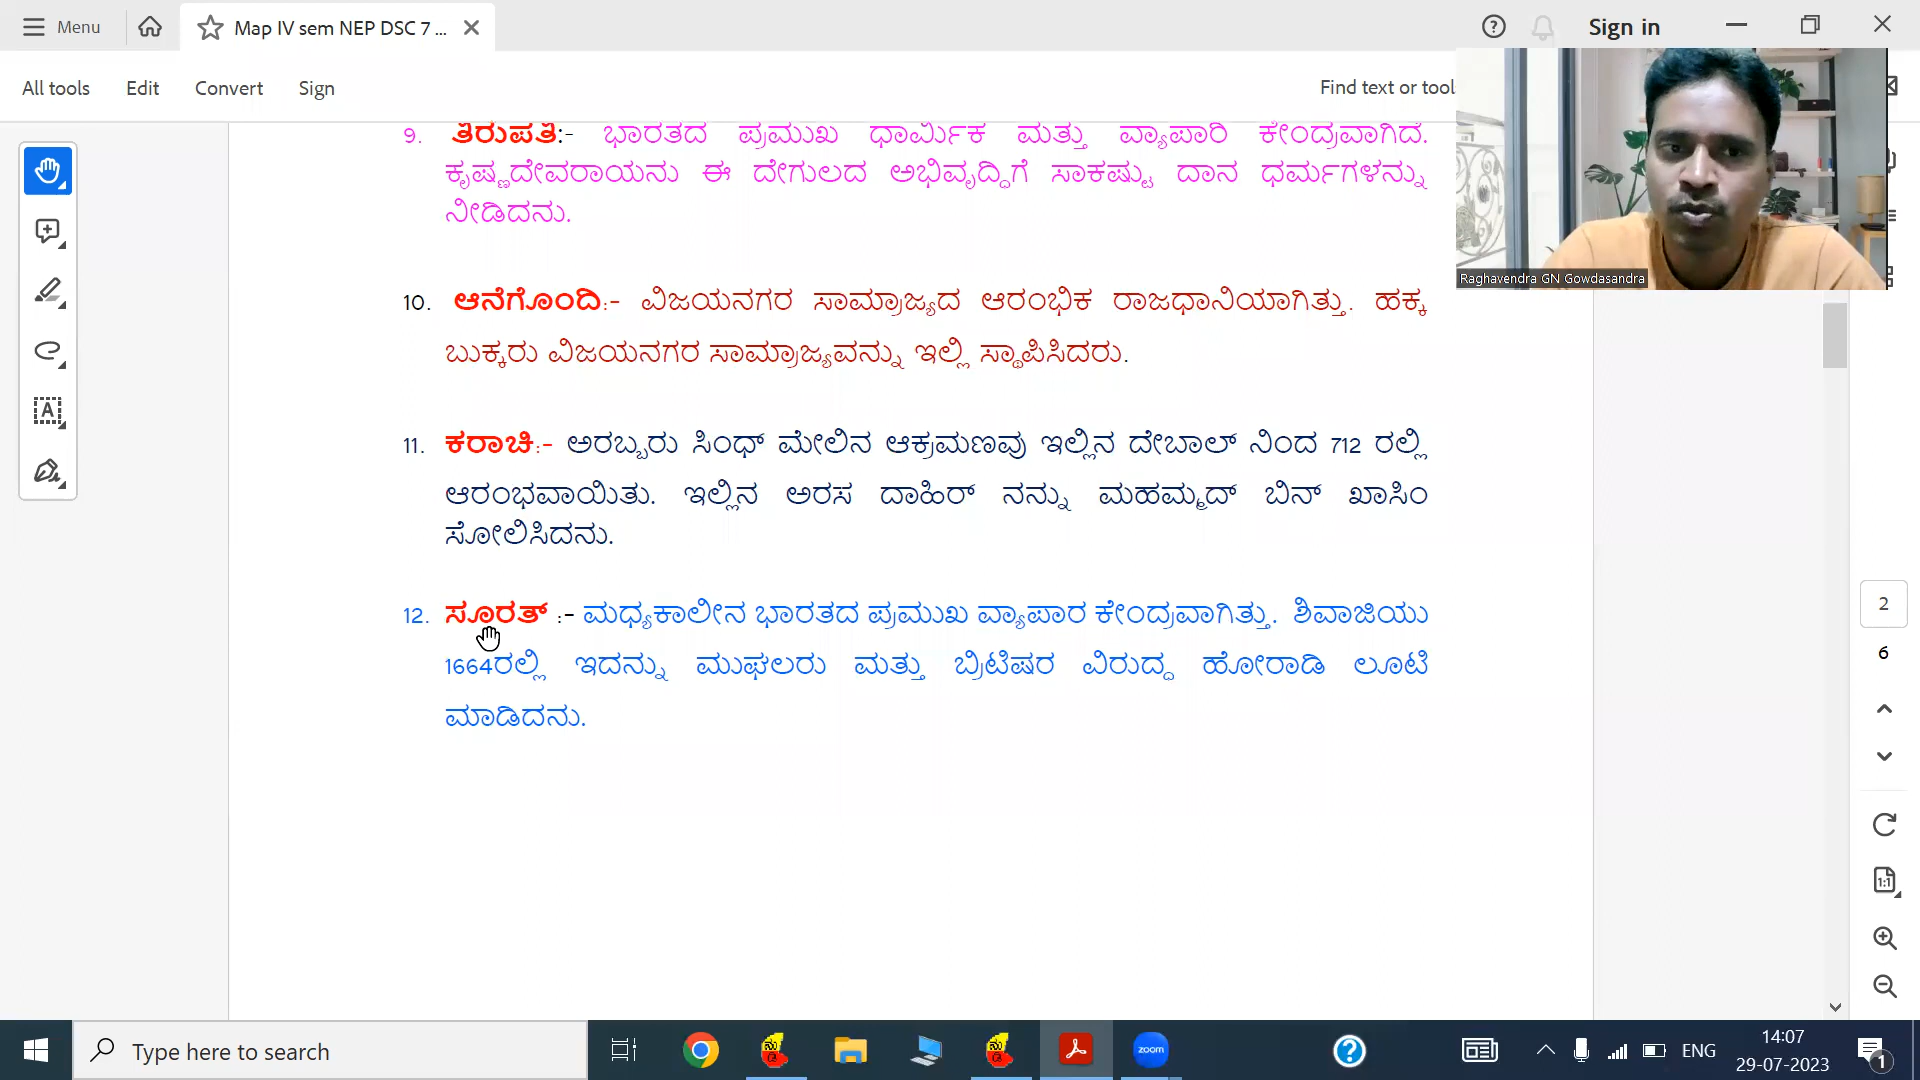 Menu
Map IV sem NEP DSC 7 ...
Sign in
All tools Edit Convert Sign
Find text or tool
9. ತಿರುಪತಿ:- ಭಾರತದ ಪ್ರಮುಖ ಧಾರ್ಮಿಕ ಮತ್ತು ವ್ಯಾಪಾರಿ ಕೇಂದ್ರವಾಗಿದೆ.
ಕೃಷ್ಣದೇವರಾಯನು ಈ ದೇಗುಲದ ಅಭಿವೃದ್ಧಿಗೆ ಸಾಕಷ್ಟು ದಾನ ಧರ್ಮಗಳನ್ನು
ನೀಡಿದನು.
Raghavendra GN Gowdasandra
10. ಆನೆಗೊಂದಿ:- ವಿಜಯನಗರ ಸಾಮ್ರಾಜ್ಯದ ಆರಂಭಿಕ ರಾಜಧಾನಿಯಾಗಿತ್ತು. ಹಕ್ಕ
ಬುಕ್ಕರು ವಿಜಯನಗರ ಸಾಮ್ರಾಜ್ಯವನ್ನು ಇಲ್ಲಿ ಸ್ಥಾಪಿಸಿದರು.
11. ಕರಾಚಿ:- ಅರಬ್ಬರು ಸಿಂಧ್ ಮೇಲಿನ ಆಕ್ರಮಣವು ಇಲ್ಲಿನ ದೇಬಾಲ್ ನಿಂದ 712 ರಲ್ಲಿ
ಆರಂಭವಾಯಿತು. ಇಲ್ಲಿನ ಅರಸ ದಾಹಿರ್ ನನ್ನು ಮಹಮ್ಮದ್ ಬಿನ್ ಖಾಸಿಂ
ಸೋಲಿಸಿದನು.
12. ಸೂರತ್ :- ಮಧ್ಯಕಾಲೀನ ಭಾರತದ ಪ್ರಮುಖ ವ್ಯಾಪಾರ ಕೇಂದ್ರವಾಗಿತ್ತು. ಶಿವಾಜಿಯು
1664ರಲ್ಲಿ ಇದನ್ನು ಮುಘಲರು ಮತ್ತು ಬ್ರಿಟಿಷರ ವಿರುದ್ಧ ಹೋರಾಡಿ ಲೂಟಿ
ಮಾಡಿದನು.
2
6
1:1
Type here to search
zoom
ENG
14:07
29-07-2023
1